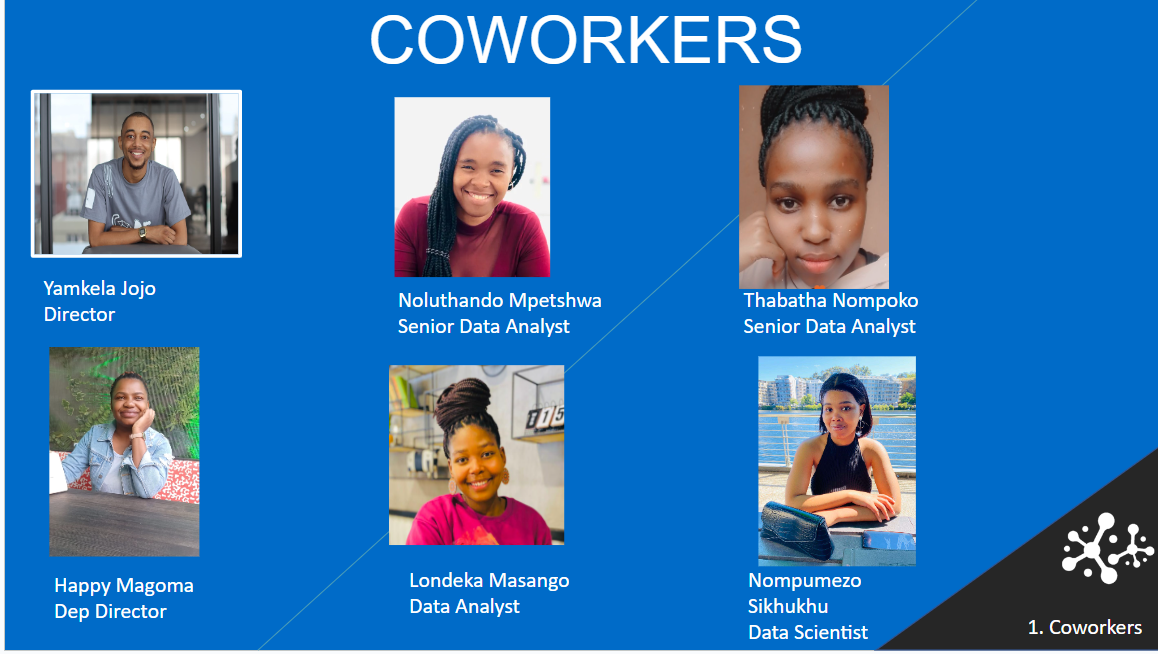 COWORKERS
Yamkela Jojo
Director
Noluthando Mpetshwa
Senior Data Analyst
Thabatha Nompoko
Senior Data Analyst
Happy Magoma
Dep Director
Londeka Masango
Data Analyst
Nompumezo
Sikhukhu
Data Scientist
1. Coworkers